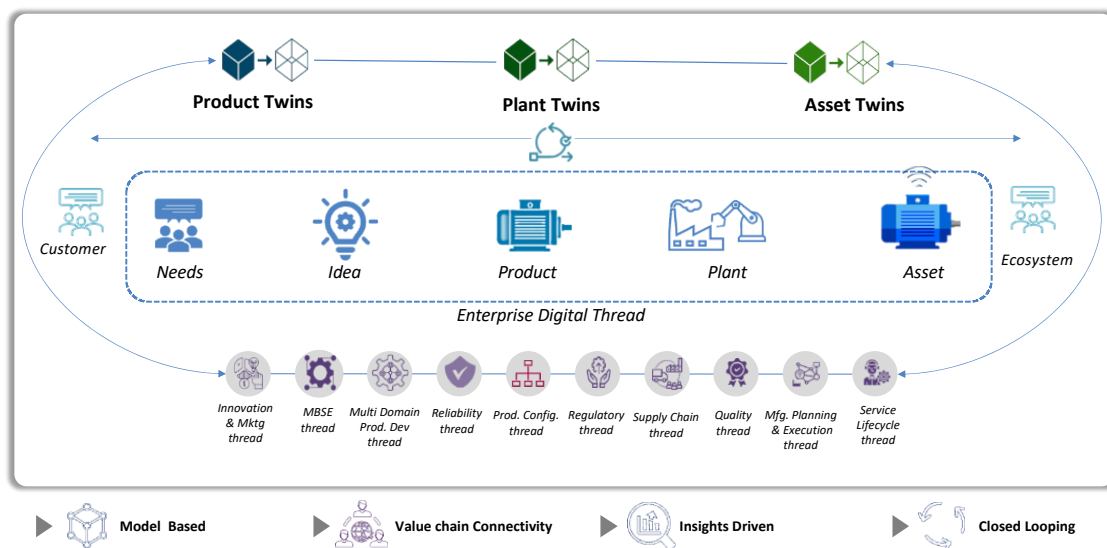 Product Twins
Plant Twins
Asset Twins
Customer
Needs
Idea
Product
Plant
Asset
Ecosystem
Enterprise Digital Thread
Innovation
& Mktg
thread
MBSE
thread
Multi Domain
Prod. Dev
thread
Reliability
thread
Prod. Config.
thread
Regulatory
thread
Supply Chain
thread
Quality
thread
Mfg. Planning
& Execution
thread
Service
Lifecycle
thread
Model Based
Value chain Connectivity
Insights Driven
Closed Looping